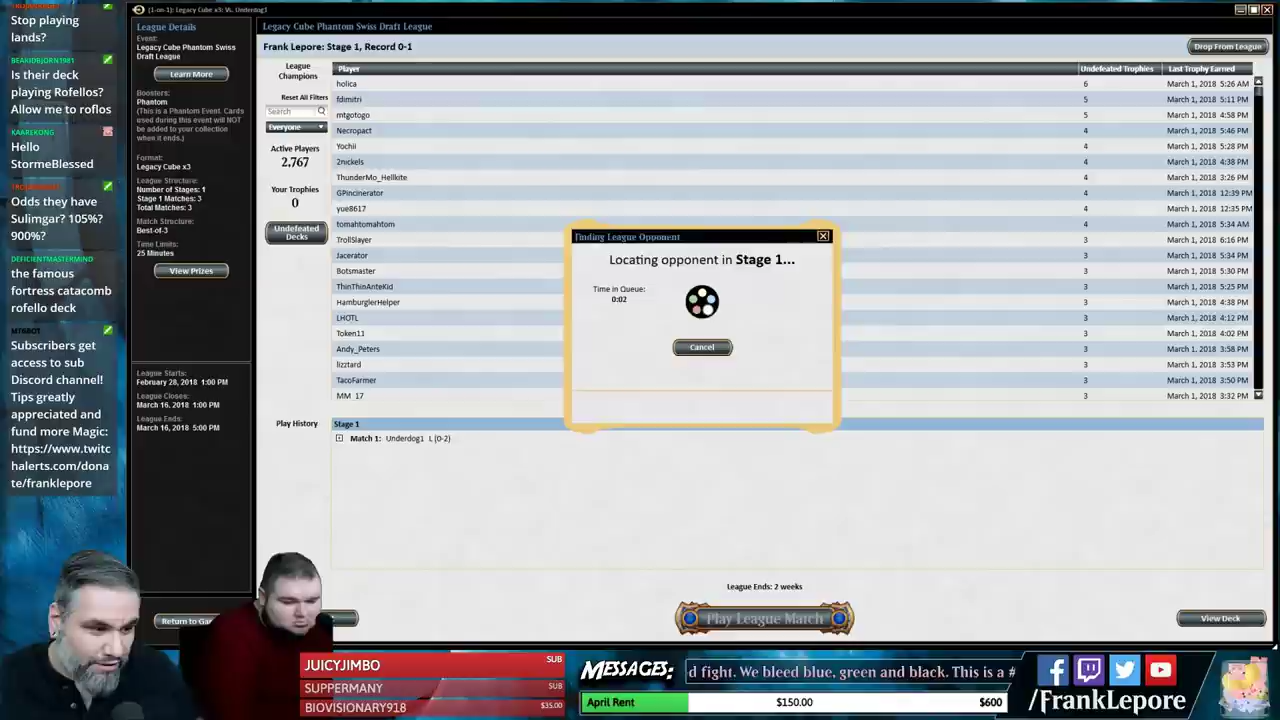 Stop playing
lands?
BEARIDBJORN1981
Is their deck
playing Rofellos?
Allow me to roflos
KAAREKONG
Hello
StormeBlessed
Odds they have
Sulimgar? 105%?
900%?
DEFICIENTMASTERMIND
the famous
fortress catacomb
rofello deck
MTGBOT
Subscribers get
access to sub
Discord channel!
Tips greatly
appreciated and
fund more Magic:
https://www.twitc
halerts.com/dona
te/franklepore
(1-on-1): Legacy Cube x3: Vs. Underdog1
League Details
Event:
Legacy Cube Phantom Swiss
Draft League
Learn More
Boosters:
Phantom
(This is a Phantom Event. Cards
used during this event will NOT
be added to your collection
when it ends.)
Format:
Legacy Cube x3
League Structure:
Number of Stages: 1
Stage 1 Matches: 3
Total Matches: 3
Match Structure:
Best-of-3
Time Limits:
25 Minutes
View Prizes
League Starts:
February 28, 2018 1:00 PM
League Closes:
March 16, 2018 1:00 PM
League Ends:
March 16, 2018 5:00 PM
Legacy Cube Phantom Swiss Draft League
Frank Lepore: Stage 1, Record 0-1
Drop From League
League
Champions
Reset All Filters
Search
Everyone
Active Players
2,767
Your Trophies
0
Undefeated
Decks
Player Undefeated Trophies Last Trophy Earned
holica 6 March 1, 2018 5:26 AM
fdimitri 5 March 1, 2018 5:11 PM
mtgotogo 5 March 1, 2018 4:58 PM
Necropact 4 March 1, 2018 5:46 PM
Yochii 4 March 1, 2018 5:28 PM
2nickels 4 March 1, 2018 4:38 PM
ThunderMo_Hellkite 4 March 1, 2018 3:26 PM
GPincinerator 4 March 1, 2018 12:39 PM
yue8617 4 March 1, 2018 12:35 PM
tomahtomahtom 4 March 1, 2018 5:34 AM
TrollSlayer 3 March 1, 2018 6:16 PM
Jacerator 3 March 1, 2018 5:34 PM
Botsmaster 3 March 1, 2018 5:30 PM
ThinThinAnteKid 3 March 1, 2018 5:25 PM
HamburglerHelper 3 March 1, 2018 4:38 PM
LHOTL 3 March 1, 2018 4:12 PM
Token11 3 March 1, 2018 4:02 PM
Andy_Peters 3 March 1, 2018 3:58 PM
lizztard 3 March 1, 2018 3:53 PM
TacoFarmer 3 March 1, 2018 3:50 PM
MM_17 3 March 1, 2018 3:32 PM
Finding League Opponent
Locating opponent in Stage 1...
Time in Queue:
0:02
Cancel
Play History
Stage 1
Match 1: Underdog1 L (0-2)
League Ends: 2 weeks
Play League Match
View Deck
Return to Ga
JUICYJIMBO SUB
SUPPERMANY SUB
BIOVISIONARY918 $35.00
MESSAGES:
d fight. We bleed blue, green and black. This is a #
April Rent $150.00 $600
/FrankLepore